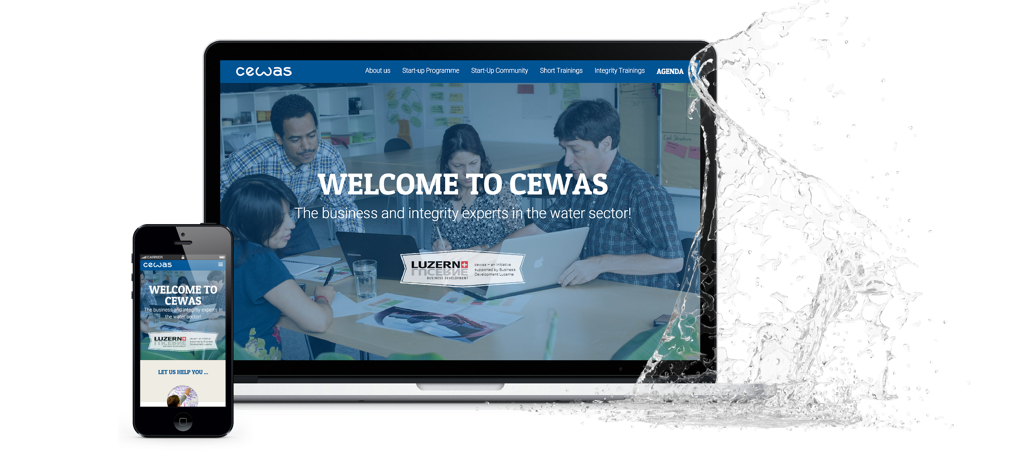 cewas
About us Start-up Programme Start-Up Community Short Trainings Integrity Trainings AGENDA
WELCOME TO CEWAS
The business and integrity experts in the water sector!
LUZERN
LUCERNE
BUSINESS DEVELOPMENT
cewas – an initiative
supported by Business
Development Lucerne
cewas
WELCOME TO
CEWAS
The business and integrity experts in
the water sector!
LUZERN
LET US HELP YOU ...